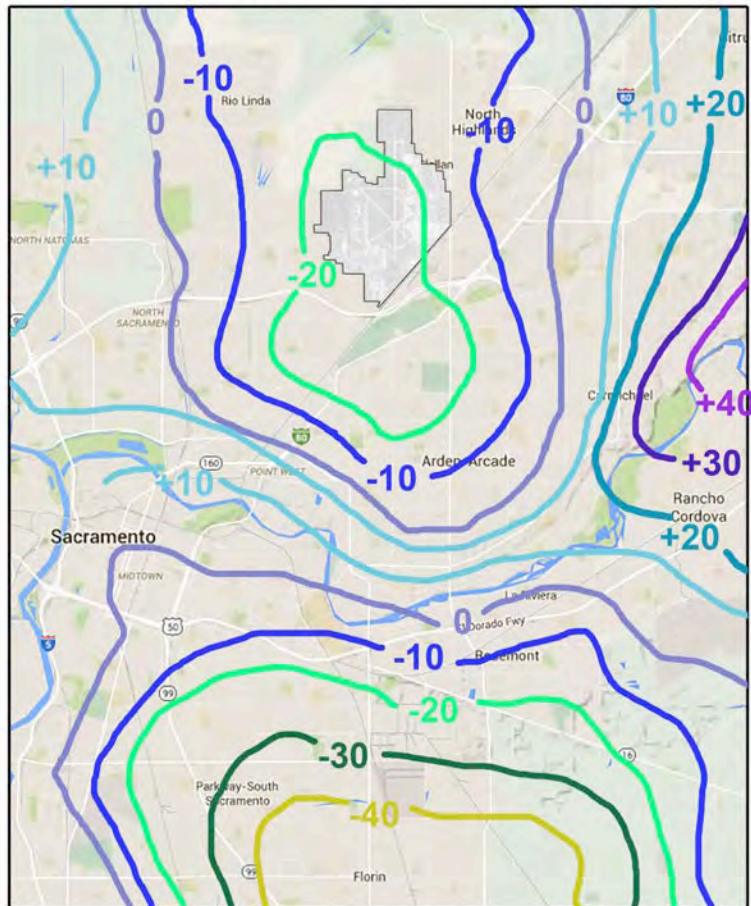 -10
Rio Linda
0
+10
North
Highlands
-10
0
80
+10
+20
NORTH NATOMAS
-20
NORTH
SACRAMENTO
Carmichael
+40
+30
Rancho
Cordova
+20
80
160
POINT WEST
Arden-Arcade
-10
+10
Sacramento
MIDTOWN
50
5
La Riviera
0
El Dorado Fwy
-10
Rosemont
99
-20
-30
16
Parkway-South
Sacramento
-40
99
Florin